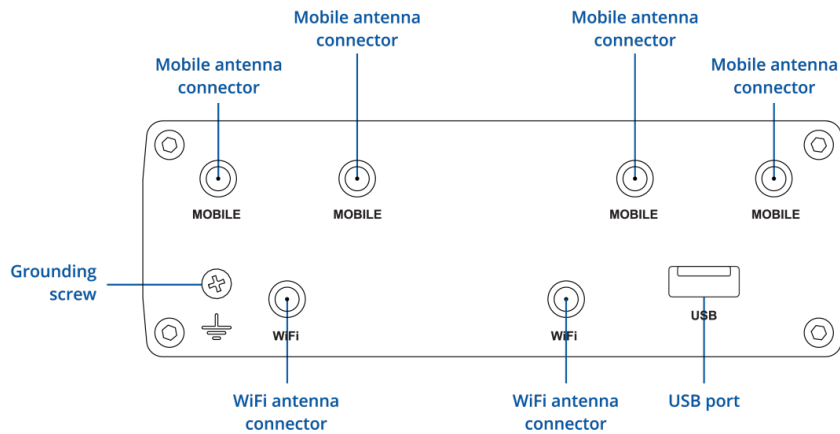 Mobile antenna
connector
Mobile antenna
connector
Mobile antenna
connector
Mobile antenna
connector
MOBILE
MOBILE
MOBILE
MOBILE
Grounding
screw
USB
WiFi
WiFi
WiFi antenna
connector
WiFi antenna
connector
USB port